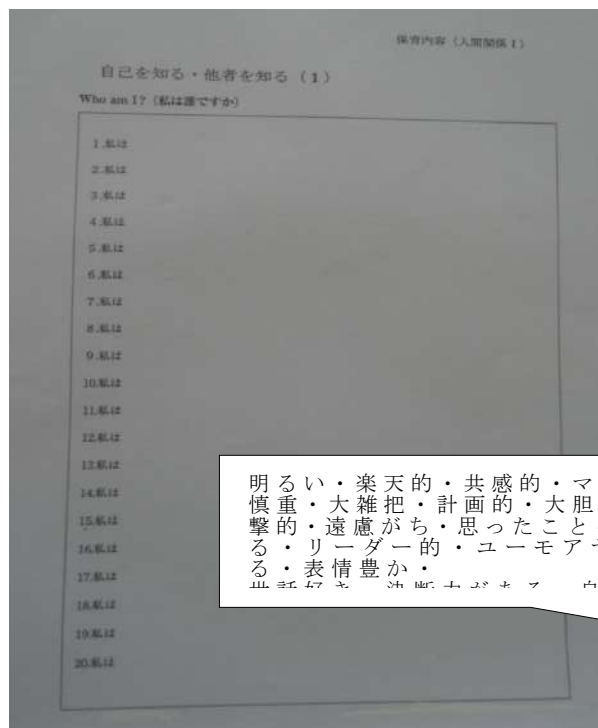 保育内容(人間関係Ⅰ)
自己を知る・他者を知る(1)
Who am I?(私は誰ですか)
1.私は
2.私は
3.私は
4.私は
5.私は
6.私は
7.私は
8.私は
9.私は
10.私は
11.私は
12.私は
13.私は
14.私は
15.私は
16.私は
17.私は
18.私は
19.私は
20.私は
明るい・楽天的・共感的・マ
慎重・大雑把・計画的・大胆
撃的・遠慮がち・思ったこと
る・リーダー的・ユーモア
る・表情豊か・